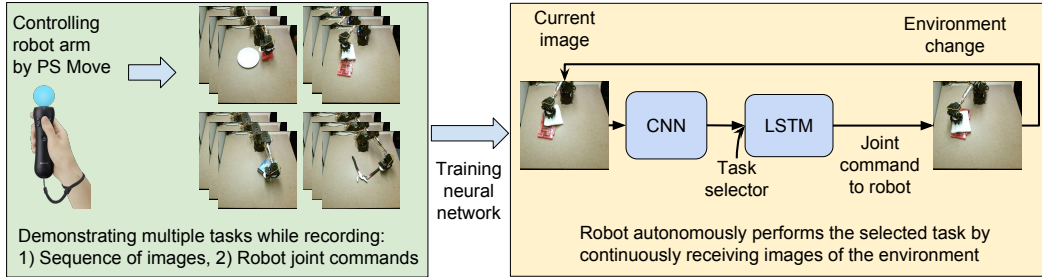 Controlling
robot arm
by PS Move
Demonstrating multiple tasks while recording:
1) Sequence of images, 2) Robot joint commands
Training
neural
network
Current
image
Environment
change
CNN
LSTM
Task
selector
Joint
command
to robot
Robot autonomously performs the selected task by
continuously receiving images of the environment